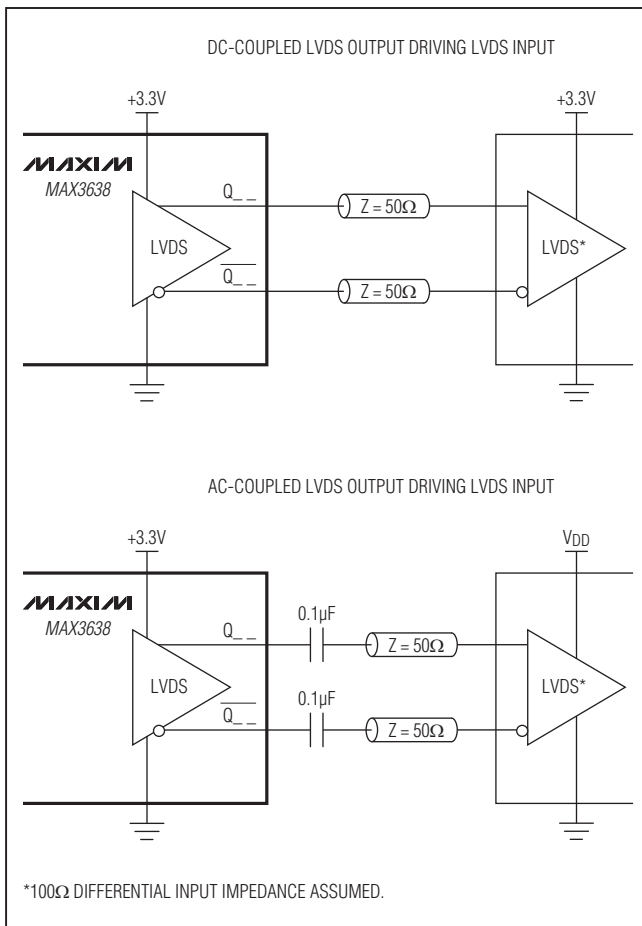 DC-COUPLED LVDS OUTPUT DRIVING LVDS INPUT
+3.3V +3.3V
MAXIM
MAX3638
Q_ _
Z = 50Ω
LVDS LVDS*
Q_ _
Z = 50Ω
AC-COUPLED LVDS OUTPUT DRIVING LVDS INPUT
+3.3V VDD
MAXIM
MAX3638
0.1µF
Q_ _
Z = 50Ω
LVDS LVDS*
0.1µF
Q_ _
Z = 50Ω
*100Ω DIFFERENTIAL INPUT IMPEDANCE ASSUMED.